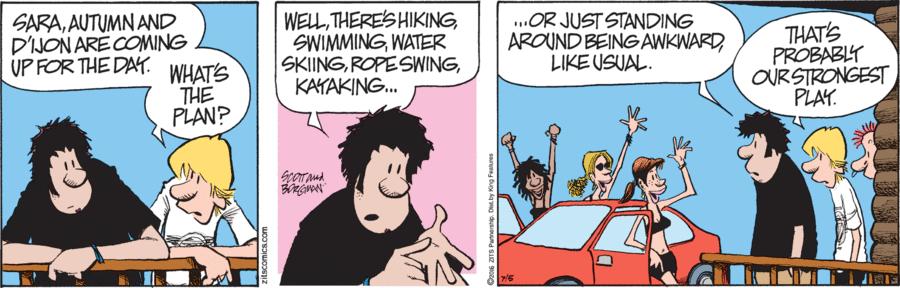 SARA, AUTUMN AND
D'IJON ARE COMING
UP FOR THE DAY.
WHAT'S
THE
PLAN?
zitscomics.com
WELL, THERE'S HIKING,
SWIMMING, WATER
SKIING, ROPE SWING,
KAYAKING...
SCOTT and
BORGMAN
...OR JUST STANDING
AROUND BEING AWKWARD,
LIKE USUAL.
THAT'S
PROBABLY
OUR STRONGEST
PLAY.
©2016 ZITS Partnership. Dist. by King Features
7/5